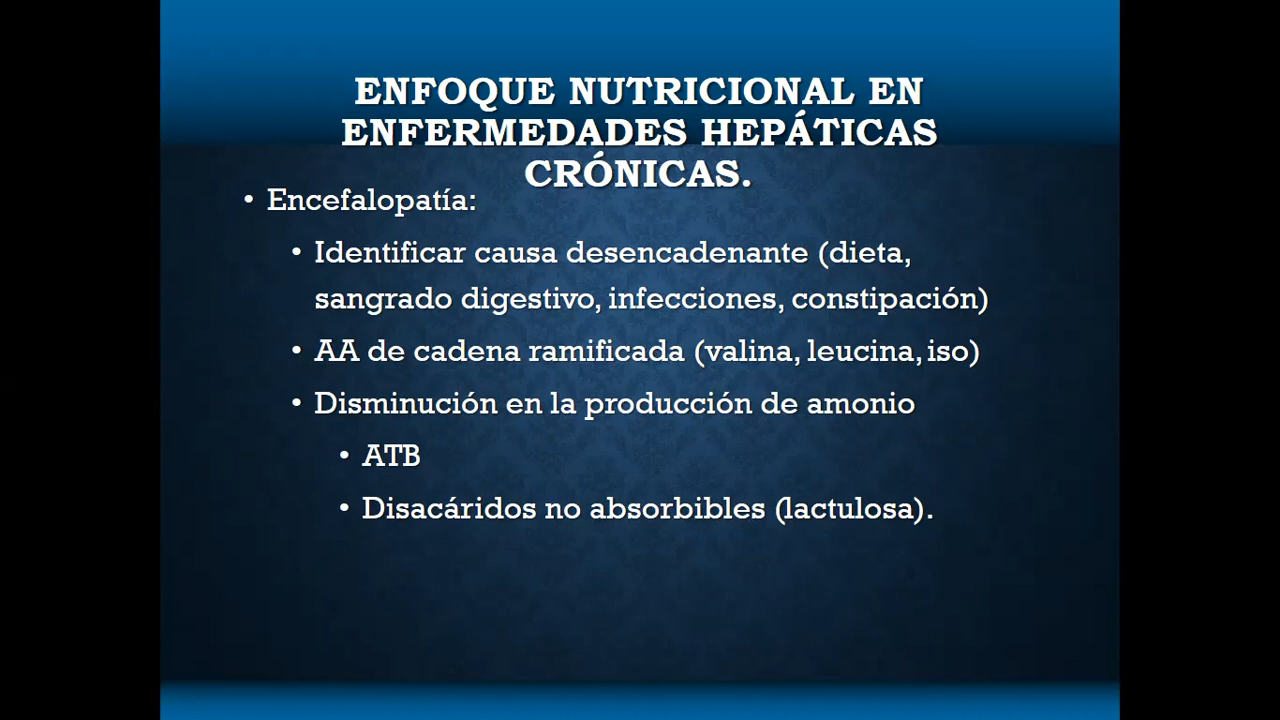 ENFOQUE NUTRICIONAL EN
ENFERMEDADES HEPÁTICAS
CRÓNICAS.
• Encefalopatía:
• Identificar causa desencadenante (dieta,
sangrado digestivo, infecciones, constipación)
• AA de cadena ramificada (valina, leucina, iso)
• Disminución en la producción de amonio
• ATB
• Disacáridos no absorbibles (lactulosa).